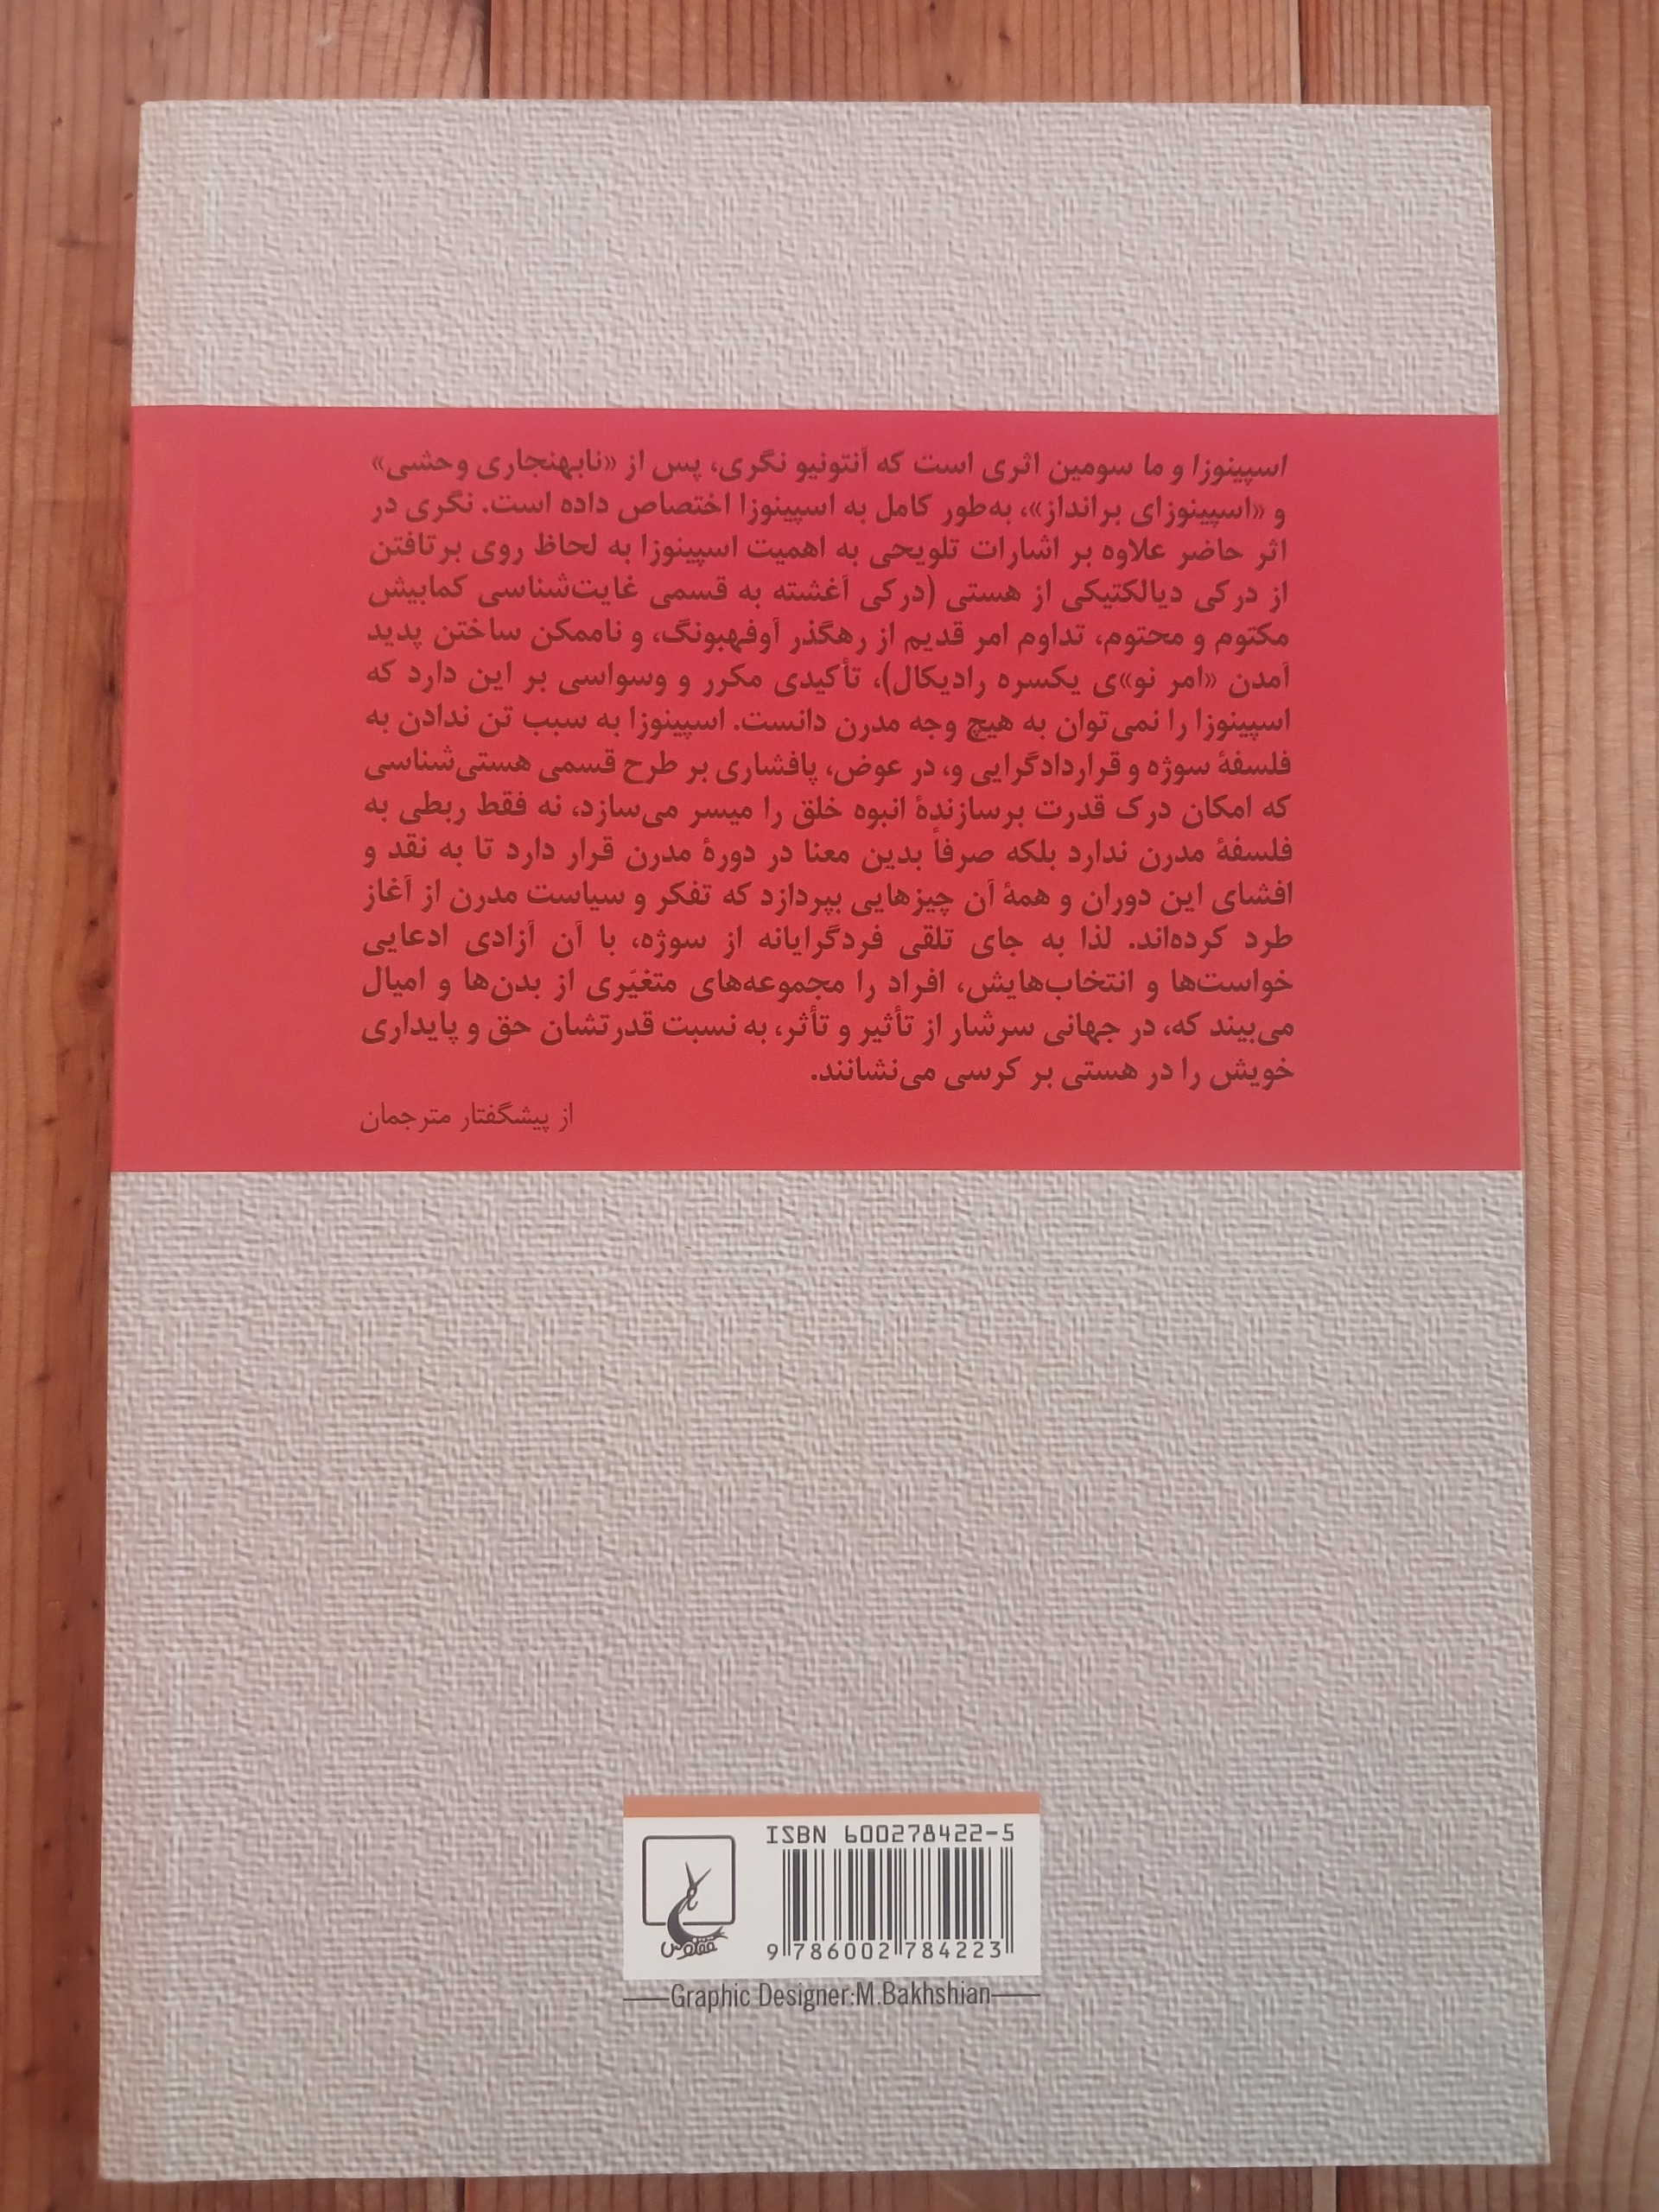 اسپینوزا و ما سومین اثری است که آنتونیو نگری، پس از «نابهنجاری وحشی»
و «اسپینوزای برانداز»، به‌طور کامل به اسپینوزا اختصاص داده است. نگری در
اثر حاضر علاوه بر اشارات تلویحی به اهمیت اسپینوزا به لحاظ روی برتافتن
از درکی دیالکتیکی از هستی (درکی آغشته به قسمی غایت‌شناسی کمابیش
مکتوم و محتوم، تداوم امر قدیم از رهگذر آوفهبونگ، و ناممکن ساختن پدید
آمدن «امر نو»ی یکسره رادیکال)، تأکیدی مکرر و وسواسی بر این دارد که
اسپینوزا را نمی‌توان به هیچ وجه مدرن دانست. اسپینوزا به سبب تن ندادن به
فلسفهٔ سوژه و قراردادگرایی و، در عوض، پافشاری بر طرح قسمی هستی‌شناسی
که امکان درک قدرت برسازندهٔ انبوه خلق را میسر می‌سازد، نه فقط ربطی به
فلسفهٔ مدرن ندارد بلکه صرفاً بدین معنا در دورهٔ مدرن قرار دارد تا به نقد و
افشای این دوران و همهٔ آن چیزهایی بپردازد که تفکر و سیاست مدرن از آغاز
طرد کرده‌اند. لذا به جای تلقی فردگرایانه از سوژه، با آن آزادی ادعایی
خواست‌ها و انتخاب‌هایش، افراد را مجموعه‌های متغیّری از بدن‌ها و امیال
می‌بیند که، در جهانی سرشار از تأثیر و تأثر، به نسبت قدرتشان حق و پایداری
خویش را در هستی بر کرسی می‌نشانند.
از پیشگفتار مترجمان
ISBN 600278422-5
ققنوس
9 786002 784223
Graphic Designer:M.Bakhshian